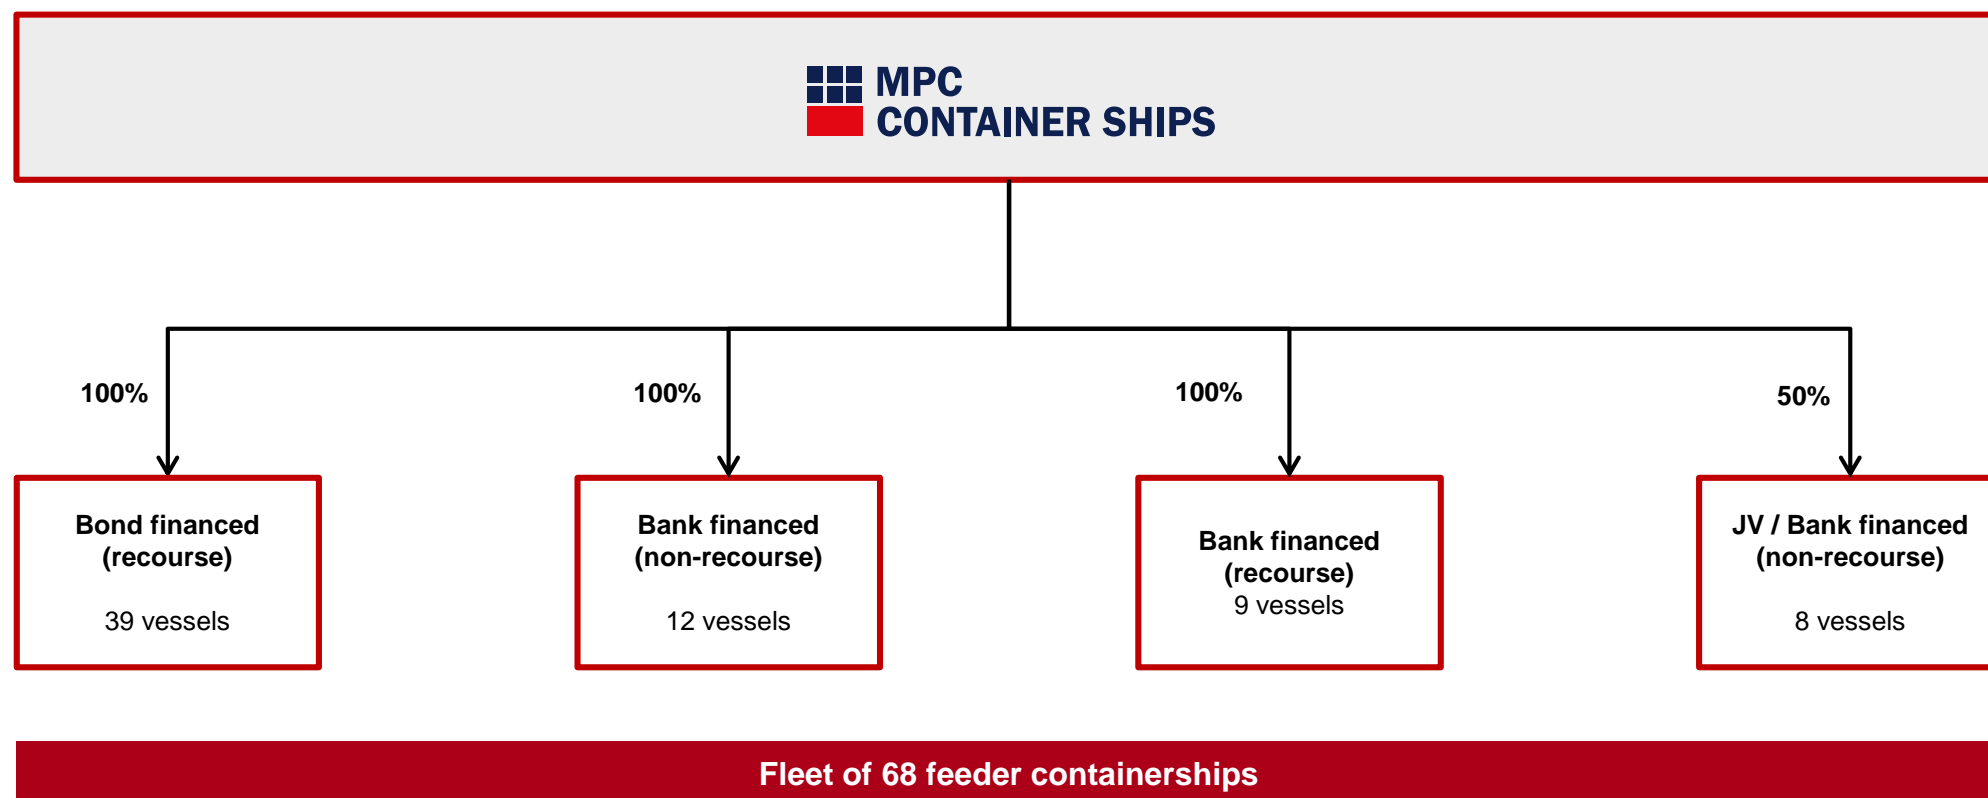 MPC
CONTAINER SHIPS
100%
100%
100%
50%
Bond financed
(recourse)
39 vessels
Bank financed
(non-recourse)
12 vessels
Bank financed
(recourse)
9 vessels
JV / Bank financed
(non-recourse)
8 vessels
Fleet of 68 feeder containerships